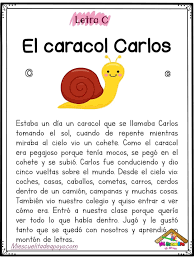 Letra C
El caracol Carlos
C c
Estaba un día un caracol que se llamaba Carlos
tomando el sol, cuando de repente mientras
miraba al cielo vio un cohete. Como el caracol
era pegajoso porque tenía mocos, se pegó en el
cohete y se subió. Carlos fue conduciendo y dio
cinco vueltas sobre el mundo. Desde el cielo vio
coches, casas, caballos, cometas, carros, cerdos
dentro de un camión, campanas y muchas cosas.
También vio nuestro colegio y quiso entrar a ver
cómo era. Entró a nuestra clase porque quería
ver todo lo que hay dentro. Jugó y le gustó
tanto que se quedó con nosotros y aprendió
montón de letras.